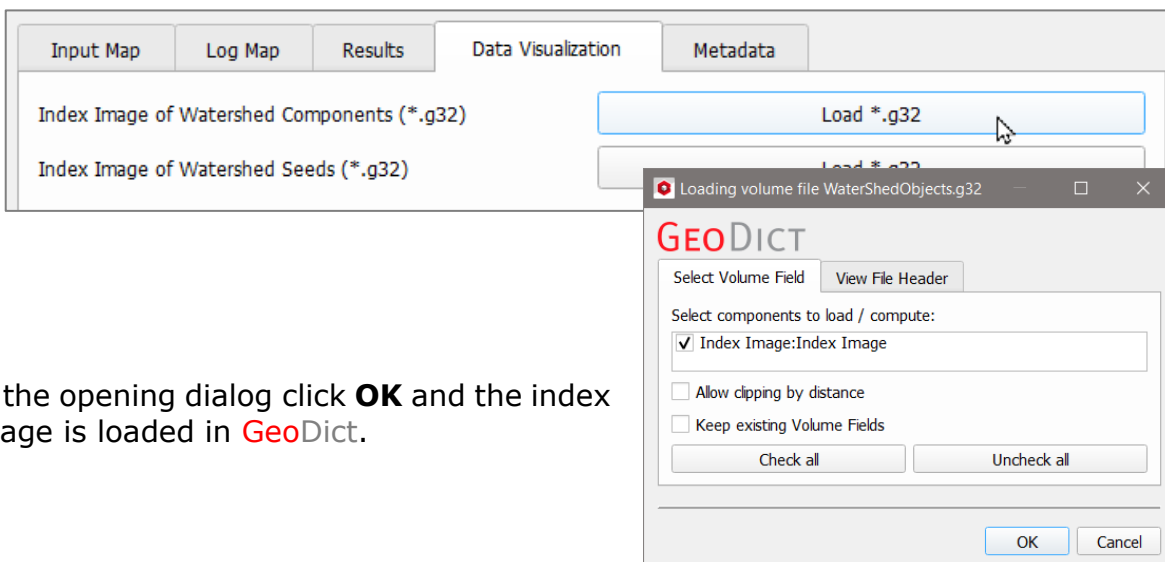 Input Map Log Map Results Data Visualization Metadata
Index Image of Watershed Components (*.g32) Load *.g32
Index Image of Watershed Seeds (*.g32) Load *.g32
Loading volume file WaterShedObjects.g32
GEODICT
Select Volume Field View File Header
Select components to load / compute:
Index Image:Index Image
Allow clipping by distance
Keep existing Volume Fields
Check all Uncheck all
OK Cancel
the opening dialog click OK and the index
age is loaded in GeoDict.